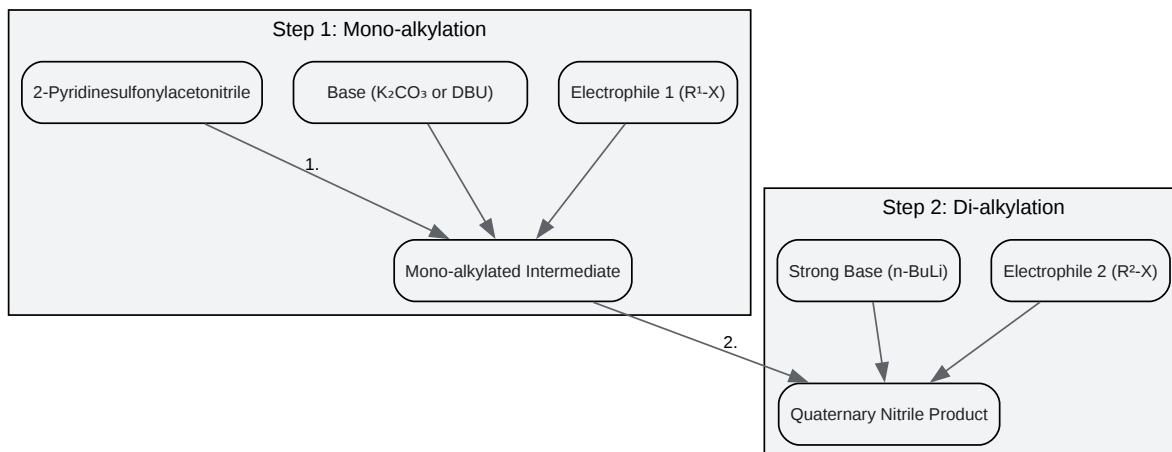 Step 1: Mono-alkylation
2-Pyridinesulfonylacetonitrile
Base (K₂CO₃ or DBU)
Electrophile 1 (R¹-X)
1.
Mono-alkylated Intermediate
2.
Step 2: Di-alkylation
Strong Base (n-BuLi)
Electrophile 2 (R²-X)
Quaternary Nitrile Product